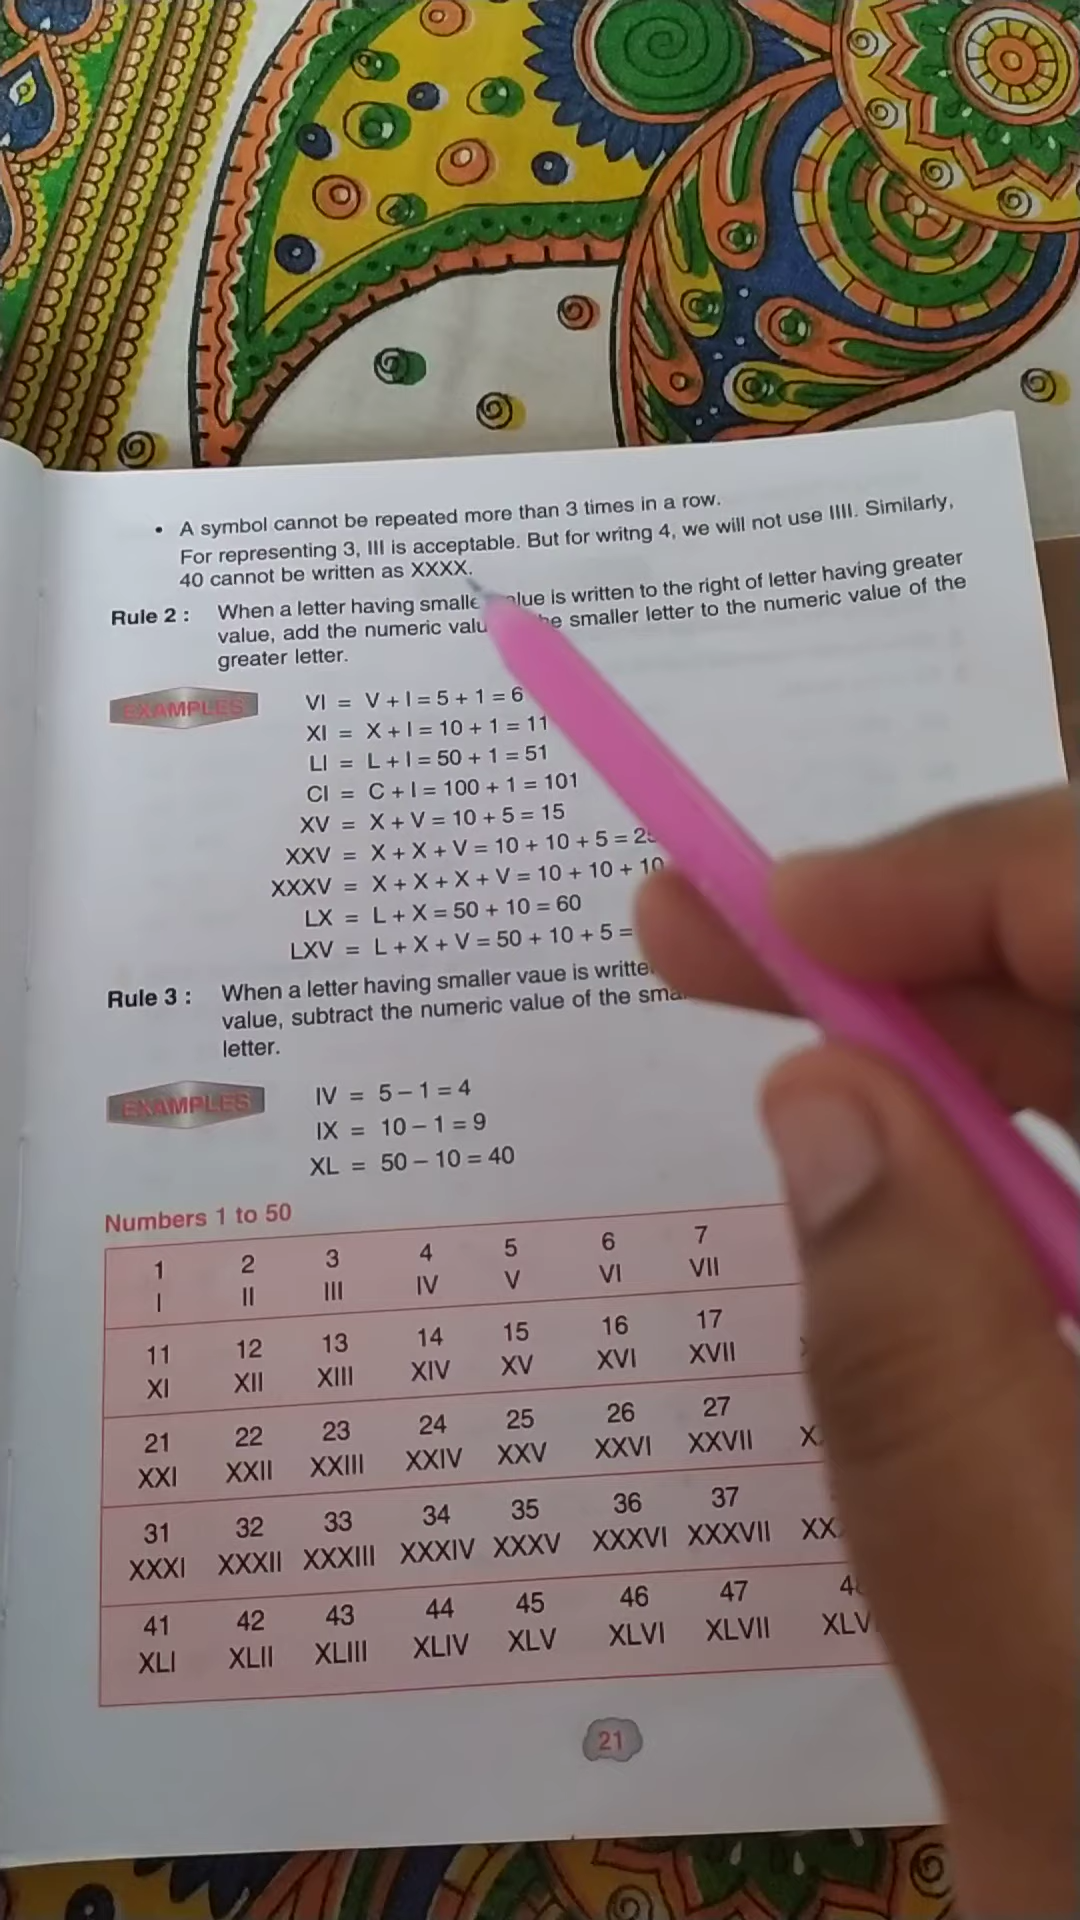 • A symbol cannot be repeated more than 3 times in a row.
For representing 3, III is acceptable. But for writng 4, we will not use IIII. Similarly,
40 cannot be written as XXXX.
Rule 2 : When a letter having smalle value is written to the right of letter having greater
value, add the numeric valu he smaller letter to the numeric value of the
greater letter.
EXAMPLES
VI = V + I = 5 + 1 = 6
XI = X + I = 10 + 1 = 11
LI = L + I = 50 + 1 = 51
CI = C + I = 100 + 1 = 101
XV = X + V = 10 + 5 = 15
XXV = X + X + V = 10 + 10 + 5 = 25
XXXV = X + X + X + V = 10 + 10 + 10
LX = L + X = 50 + 10 = 60
LXV = L + X + V = 50 + 10 + 5 =
Rule 3 : When a letter having smaller vaue is writte
value, subtract the numeric value of the sma
letter.
EXAMPLES
IV = 5 – 1 = 4
IX = 10 – 1 = 9
XL = 50 – 10 = 40
Numbers 1 to 50
1 2 3 4 5 6 7
I II III IV V VI VII
11 12 13 14 15 16 17
XI XII XIII XIV XV XVI XVII
21 22 23 24 25 26 27
XXI XXII XXIII XXIV XXV XXVI XXVII X
31 32 33 34 35 36 37
XXXI XXXII XXXIII XXXIV XXXV XXXVI XXXVII XX
41 42 43 44 45 46 47 4
XLI XLII XLIII XLIV XLV XLVI XLVII XLV
21